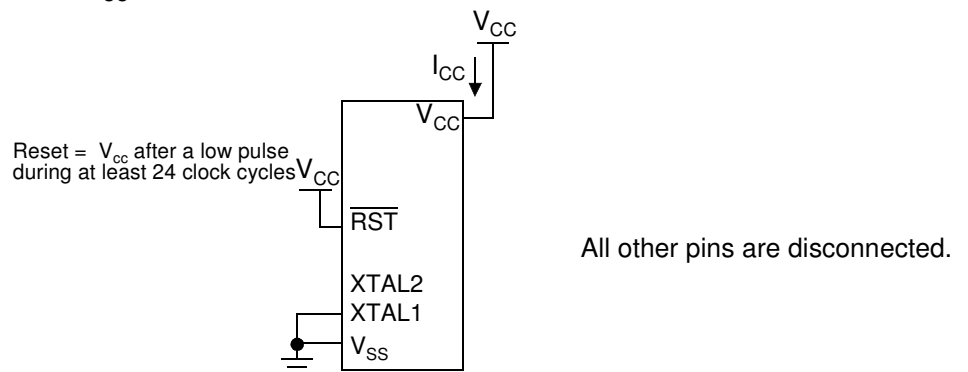 V_CC
I_CC
V_CC
Reset = V_cc after a low pulse
during at least 24 clock cycles
V_CC
RST
All other pins are disconnected.
XTAL2
XTAL1
V_SS